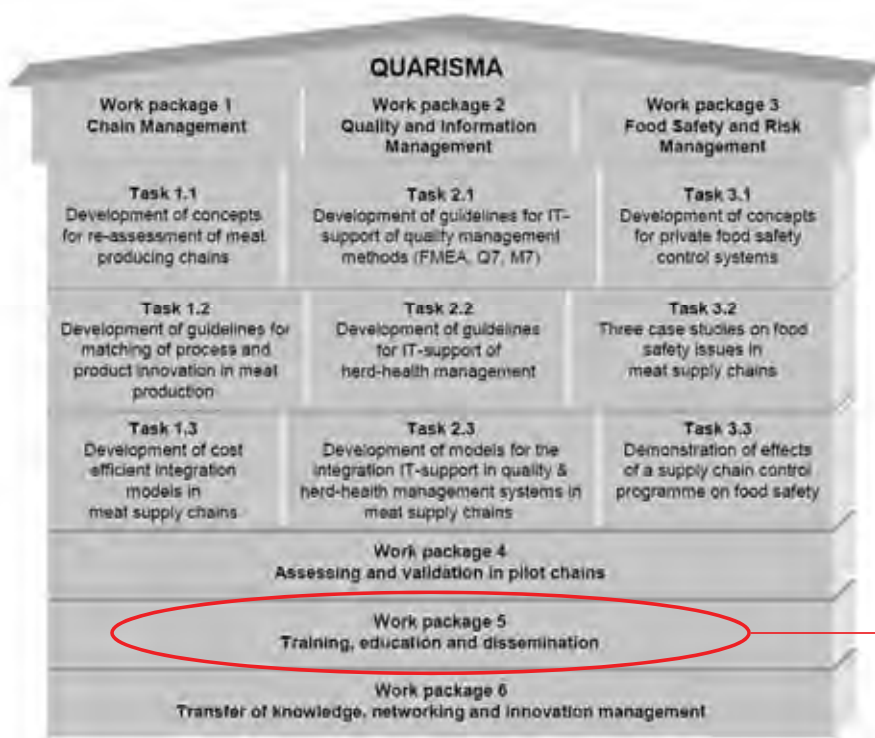 QUARISMA
Work package 1
Chain Management
Work package 2
Quality and Information
Management
Work package 3
Food Safety and Risk
Management
Task 1.1
Development of concepts
for re-assessment of meat
producing chains
Task 2.1
Development of guidelines for IT-
support of quality management
methods (FMEA, Q7, M7)
Task 3.1
Development of concepts
for private food safety
control systems
Task 1.2
Development of guidelines for
matching of process and
product innovation in meat
production
Task 2.2
Development of guidelines
for IT-support of
herd-health management
Task 3.2
Three case studies on food
safety issues in
meat supply chains
Task 1.3
Development of cost
efficient integration
models in
meat supply chains
Task 2.3
Development of models for the
integration IT-support in quality &
herd-health management systems in
meat supply chains
Task 3.3
Demonstration of effects
of a supply chain control
programme on food safety
Work package 4
Assessing and validation in pilot chains
Work package 5
Training, education and dissemination
Work package 6
Transfer of knowledge, networking and innovation management